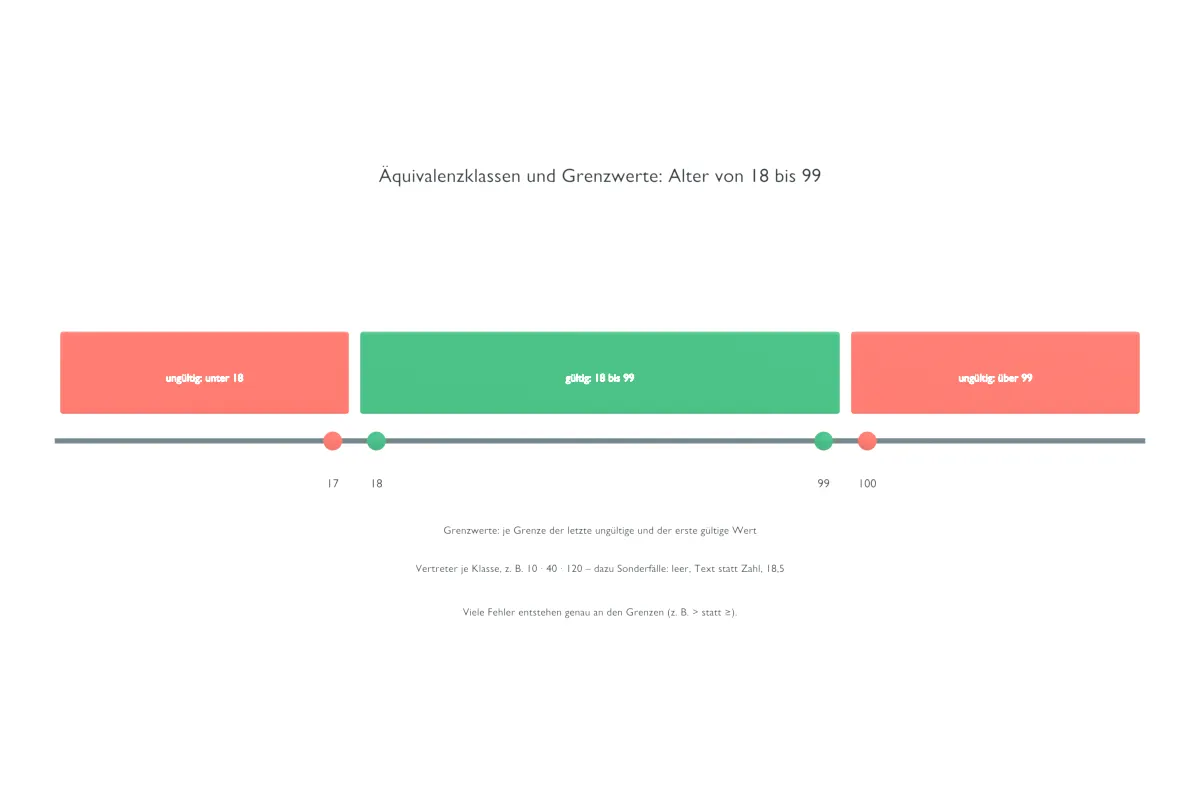 Äquivalenzklassen und Grenzwerte: Alter von 18 bis 99
ungültig: unter 18
gültig: 18 bis 99
ungültig: über 99
17
18
99
100
Grenzwerte: je Grenze der letzte ungültige und der erste gültige Wert
Vertreter je Klasse, z. B. 10 · 40 · 120 – dazu Sonderfälle: leer, Text statt Zahl, 18,5
Viele Fehler entstehen genau an den Grenzen (z. B. > statt ≥).